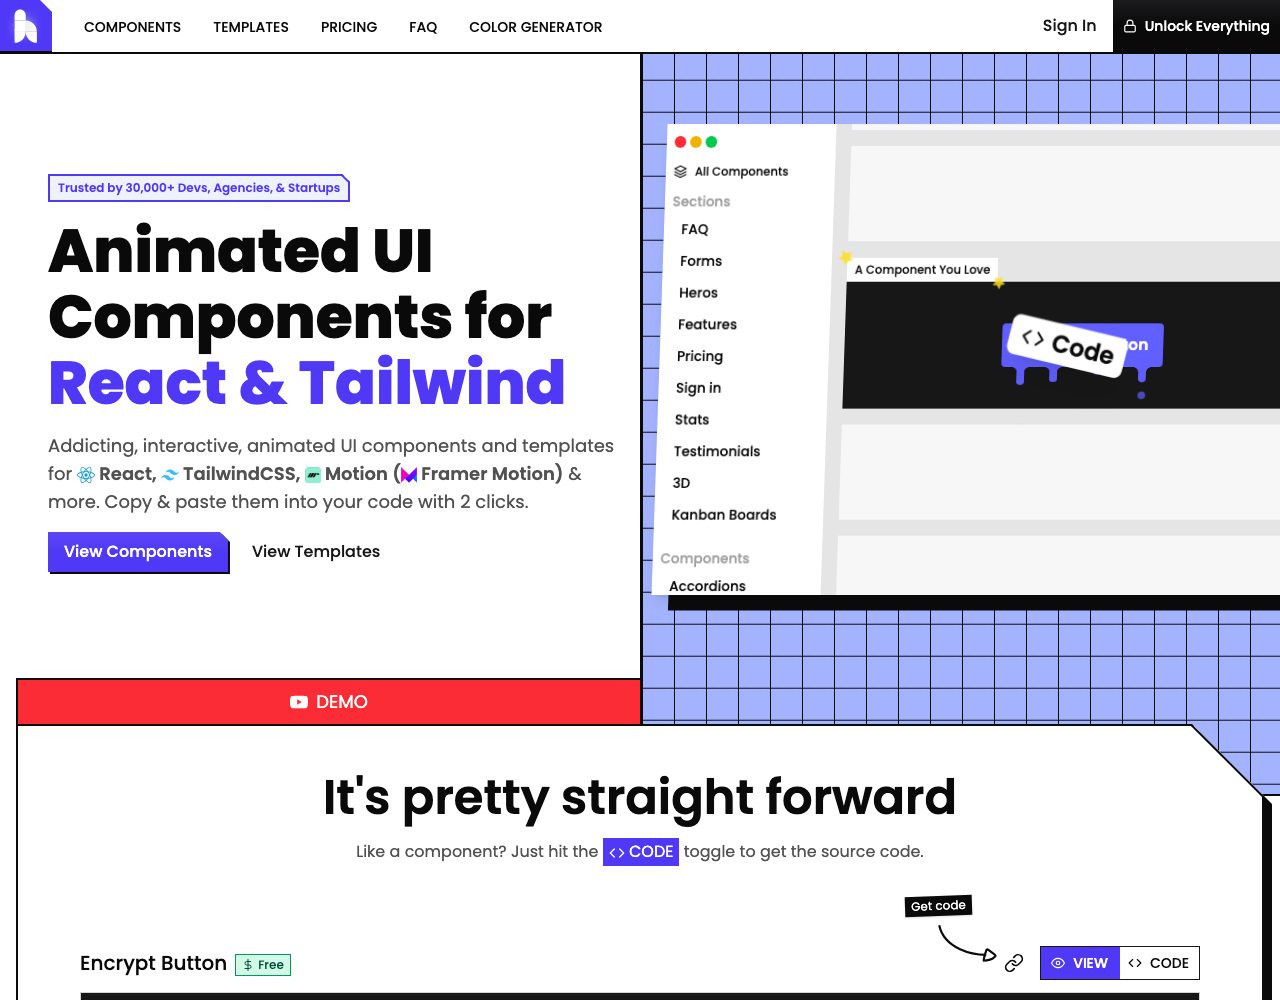 COMPONENTS TEMPLATES PRICING FAQ COLOR GENERATOR Sign In Unlock Everything
Trusted by 30,000+ Devs, Agencies, & Startups
Animated UI
Components for
React & Tailwind
Addicting, interactive, animated UI components and templates
for React, TailwindCSS, Motion ( Framer Motion) &
more. Copy & paste them into your code with 2 clicks.
View Components View Templates
All Components
Sections
FAQ
Forms
Heros
Features
Pricing
Sign in
Stats
Testimonials
3D
Kanban Boards
Components
Accordions
A Component You Love
<> Code
DEMO
It's pretty straight forward
Like a component? Just hit the <> CODE toggle to get the source code.
Get code
Encrypt Button $ Free VIEW <> CODE